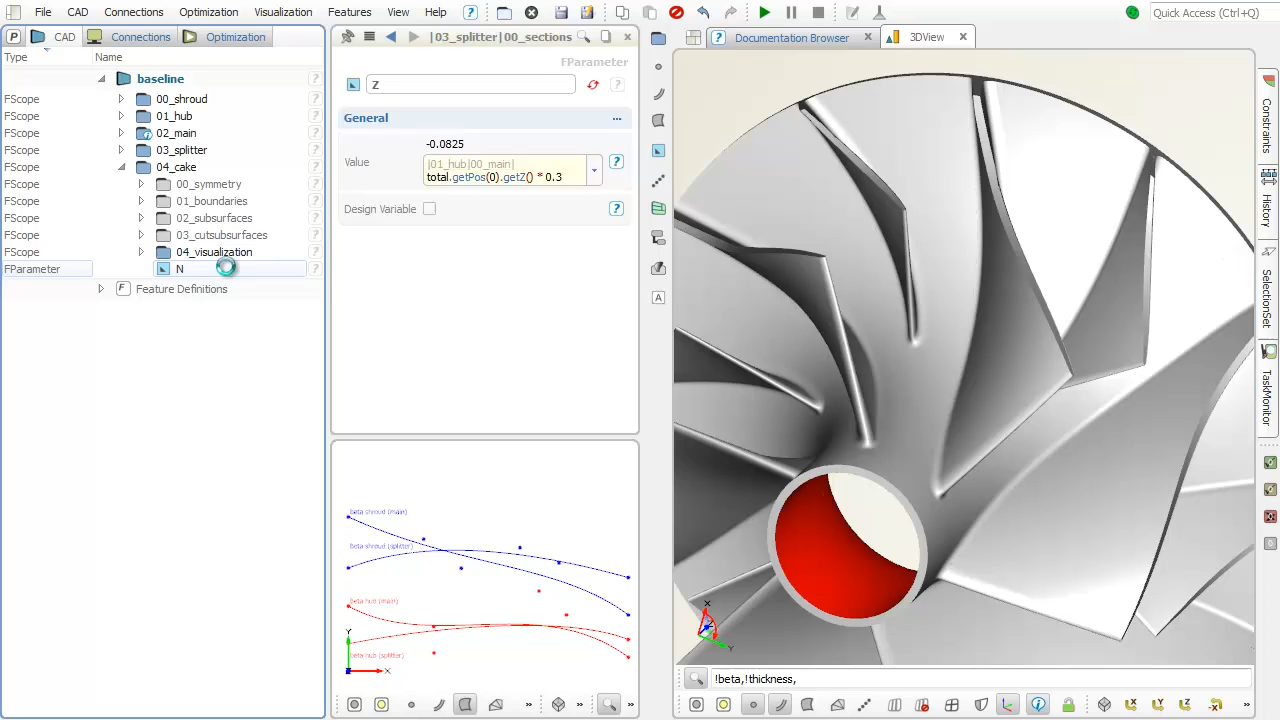 File CAD Connections Optimization Visualization Features View Help ? Quick Access (Ctrl+Q)
P CAD Connections Optimization
Type Name
baseline ?
FScope 00_shroud ?
FScope 01_hub ?
FScope 02_main ?
FScope 03_splitter ?
FScope 04_cake ?
FScope 00_symmetry ?
FScope 01_boundaries ?
FScope 02_subsurfaces ?
FScope 03_cutsubsurfaces ?
FScope 04_visualization ?
FParameter N ?
F Feature Definitions ?
|03_splitter|00_sections
FParameter
Z ?
General ...
-0.0825
Value |01_hub|00_main| ?
total.getPos(0).getZ() * 0.3
Design Variable ?
beta shroud (main)
beta shroud (splitter)
beta hub (main)
beta hub (splitter)
Y
X
A
? Documentation Browser 3DView
X
Y
!beta,!thickness,
X Y Z
Constraints
History
SelectionSet
TaskMonitor